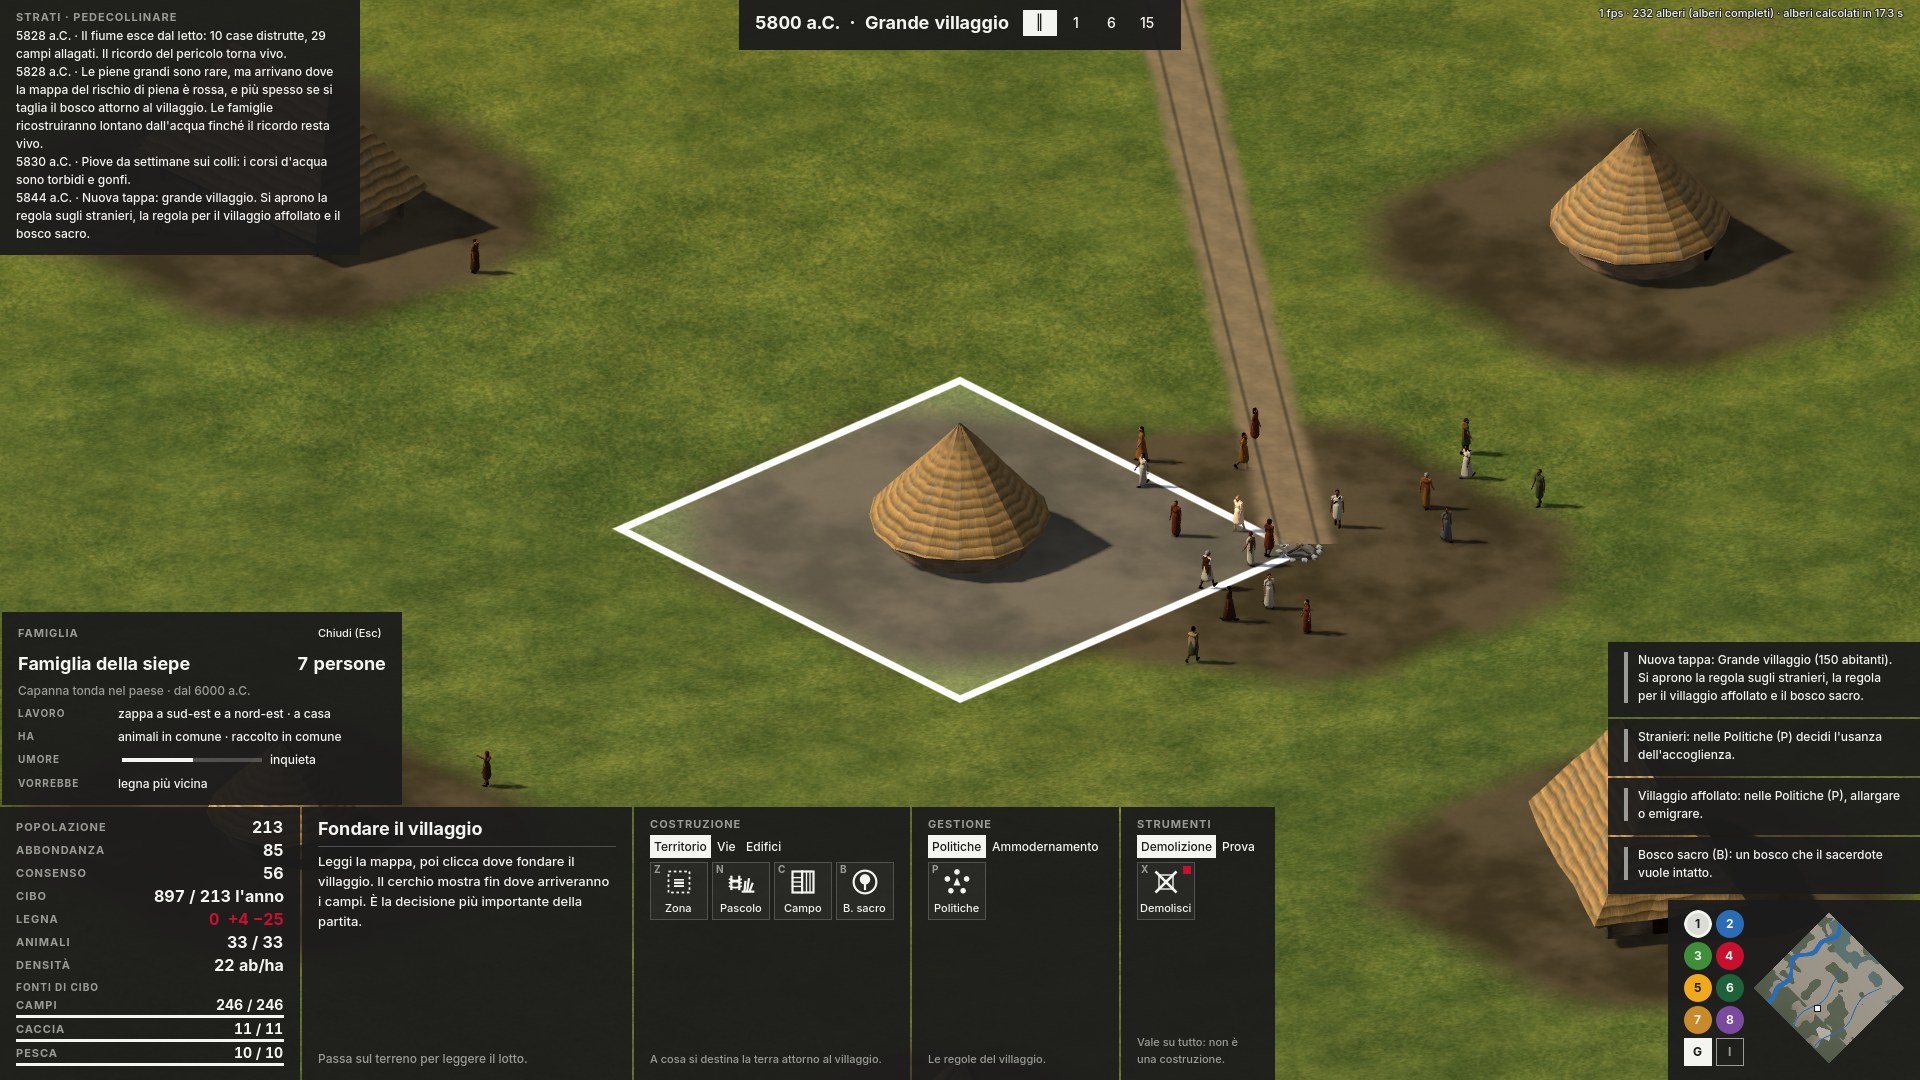 STRATI · PEDECOLLINARE
5828 a.C. · Il fiume esce dal letto: 10 case distrutte, 29
campi allagati. Il ricordo del pericolo torna vivo.
5828 a.C. · Le piene grandi sono rare, ma arrivano dove
la mappa del rischio di piena è rossa, e più spesso se si
taglia il bosco attorno al villaggio. Le famiglie
ricostruiranno lontano dall'acqua finché il ricordo resta
vivo.
5830 a.C. · Piove da settimane sui colli: i corsi d'acqua
sono torbidi e gonfi.
5844 a.C. · Nuova tappa: grande villaggio. Si aprono la
regola sugli stranieri, la regola per il villaggio affollato e il
bosco sacro.
5800 a.C. · Grande villaggio 1 6 15
1 fps · 232 alberi (alberi completi) · alberi calcolati in 17.3 s
FAMIGLIA Chiudi (Esc)
Famiglia della siepe 7 persone
Capanna tonda nel paese · dal 6000 a.C.
LAVORO zappa a sud-est e a nord-est · a casa
HA animali in comune · raccolto in comune
UMORE inquieta
VORREBBE legna più vicina
POPOLAZIONE 213
ABBONDANZA 85
CONSENSO 56
CIBO 897 / 213 l'anno
LEGNA 0 +4 −25
ANIMALI 33 / 33
DENSITÀ 22 ab/ha
FONTI DI CIBO
CAMPI 246 / 246
CACCIA 11 / 11
PESCA 10 / 10
Fondare il villaggio
Leggi la mappa, poi clicca dove fondare il
villaggio. Il cerchio mostra fin dove arriveranno
i campi. È la decisione più importante della
partita.
Passa sul terreno per leggere il lotto.
COSTRUZIONE
Territorio Vie Edifici
Z N C B
Zona Pascolo Campo B. sacro
A cosa si destina la terra attorno al villaggio.
GESTIONE
Politiche Ammodernamento
P
Politiche
Le regole del villaggio.
STRUMENTI
Demolizione Prova
X
Demolisci
Vale su tutto: non è
una costruzione.
Nuova tappa: Grande villaggio (150 abitanti).
Si aprono la regola sugli stranieri, la regola
per il villaggio affollato e il bosco sacro.
Stranieri: nelle Politiche (P) decidi l'usanza
dell'accoglienza.
Villaggio affollato: nelle Politiche (P), allargare
o emigrare.
Bosco sacro (B): un bosco che il sacerdote
vuole intatto.
1 2
3 4
5 6
7 8
G I